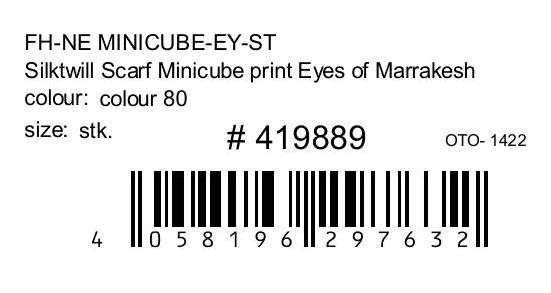 FH-NE MINICUBE-EY-ST
Silktwill Scarf Minicube print Eyes of Marrakesh
colour: colour 80
size: stk.
# 419889
OTO- 1422
4 058196 297632